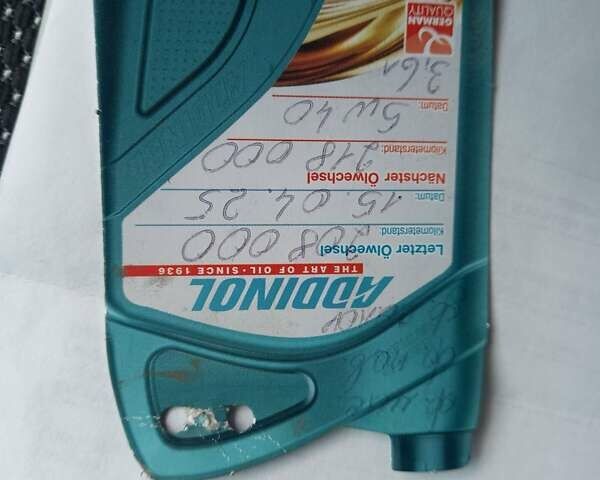 ADDINOL
THE ART OF OIL · SINCE 1936
Letzter Ölwechsel
Kilometerstand: 208 000
Datum: 15.04.25
Nächster Ölwechsel
Kilometerstand: 218 000
Datum: 5W40
3,61
GERMAN
QUALITY